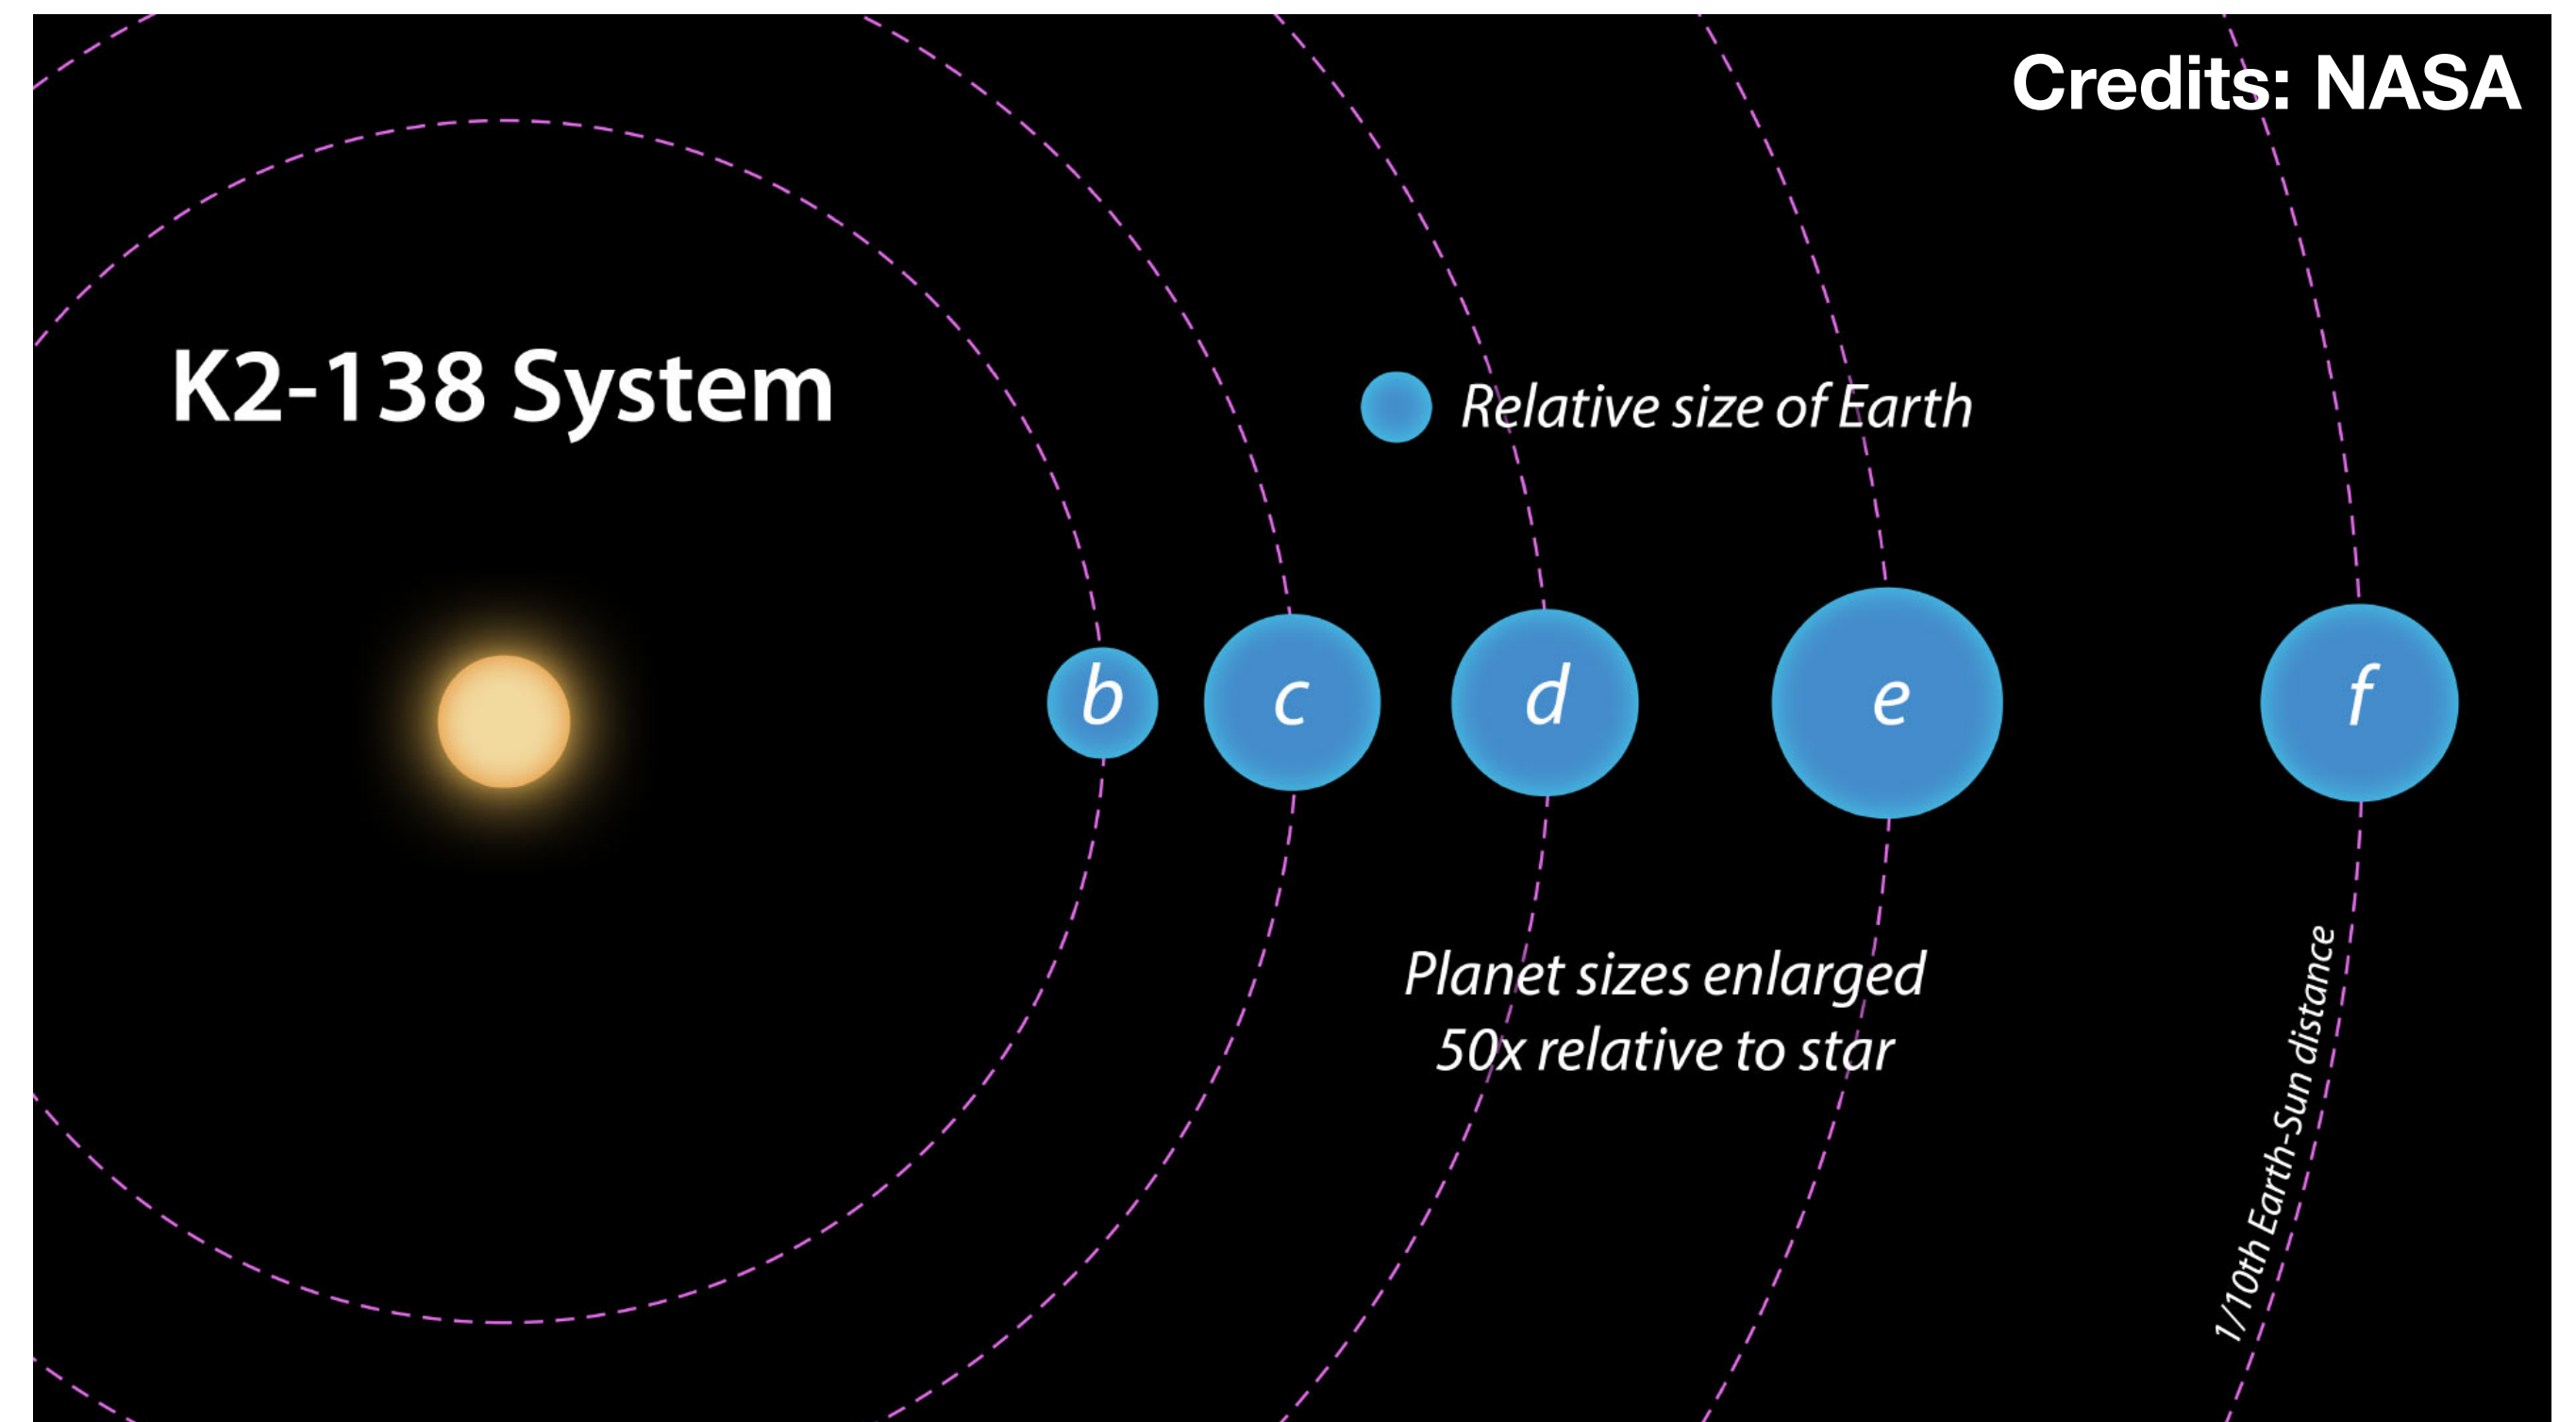 Credits: NASA
K2-138 System
Relative size of Earth
b
c
d
e
f
Planet sizes enlarged
50x relative to star
1/10th Earth-Sun distance